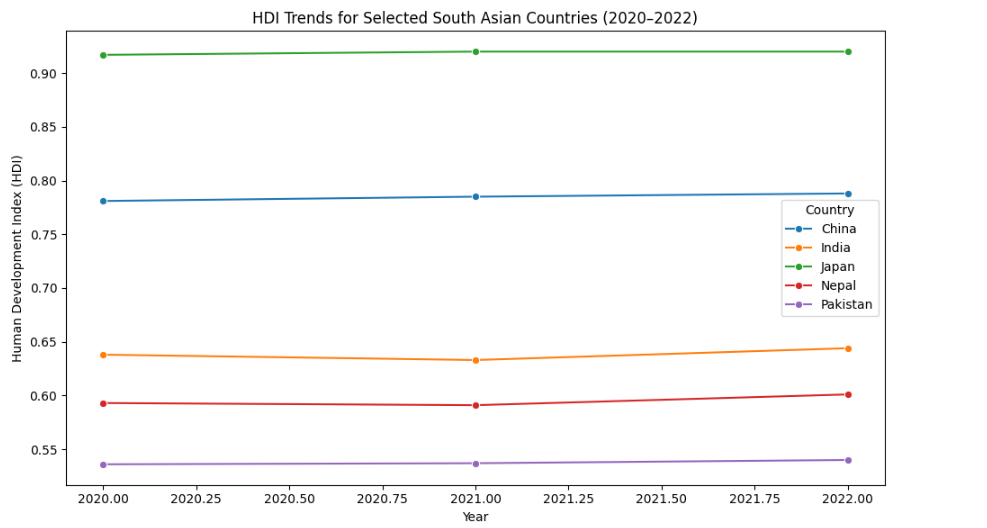 HDI Trends for Selected South Asian Countries (2020–2022)
Human Development Index (HDI)
0.90
0.85
0.80
0.75
0.70
0.65
0.60
0.55
Country
China
India
Japan
Nepal
Pakistan
2020.00 2020.25 2020.50 2020.75 2021.00 2021.25 2021.50 2021.75 2022.00
Year